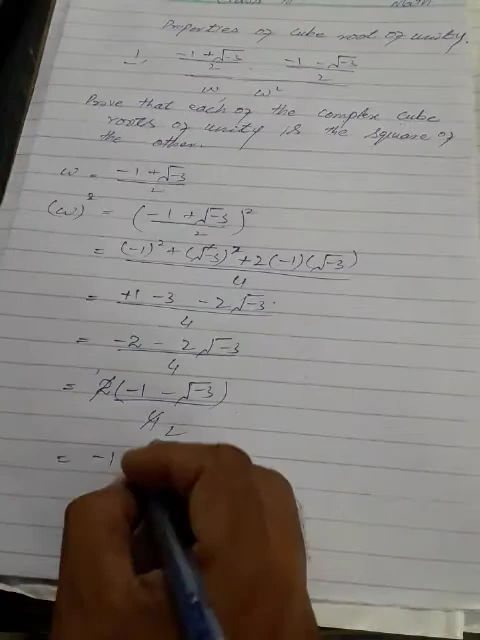 Math
Properties of cube root of unity.
1, (-1 + √-3)/2 . (-1 - √-3)/2
w, w²
Prove that each of the complex cube
roots of unity is the square of
the other.
w = (-1 + √-3)/2
(w)² = ((-1 + √-3)/2)²
= ((-1)² + (√-3)² + 2(-1)(√-3))/4
= (+1 - 3 - 2√-3)/4
= (-2 - 2√-3)/4
= 2(-1 - √-3)/4 2
= -1